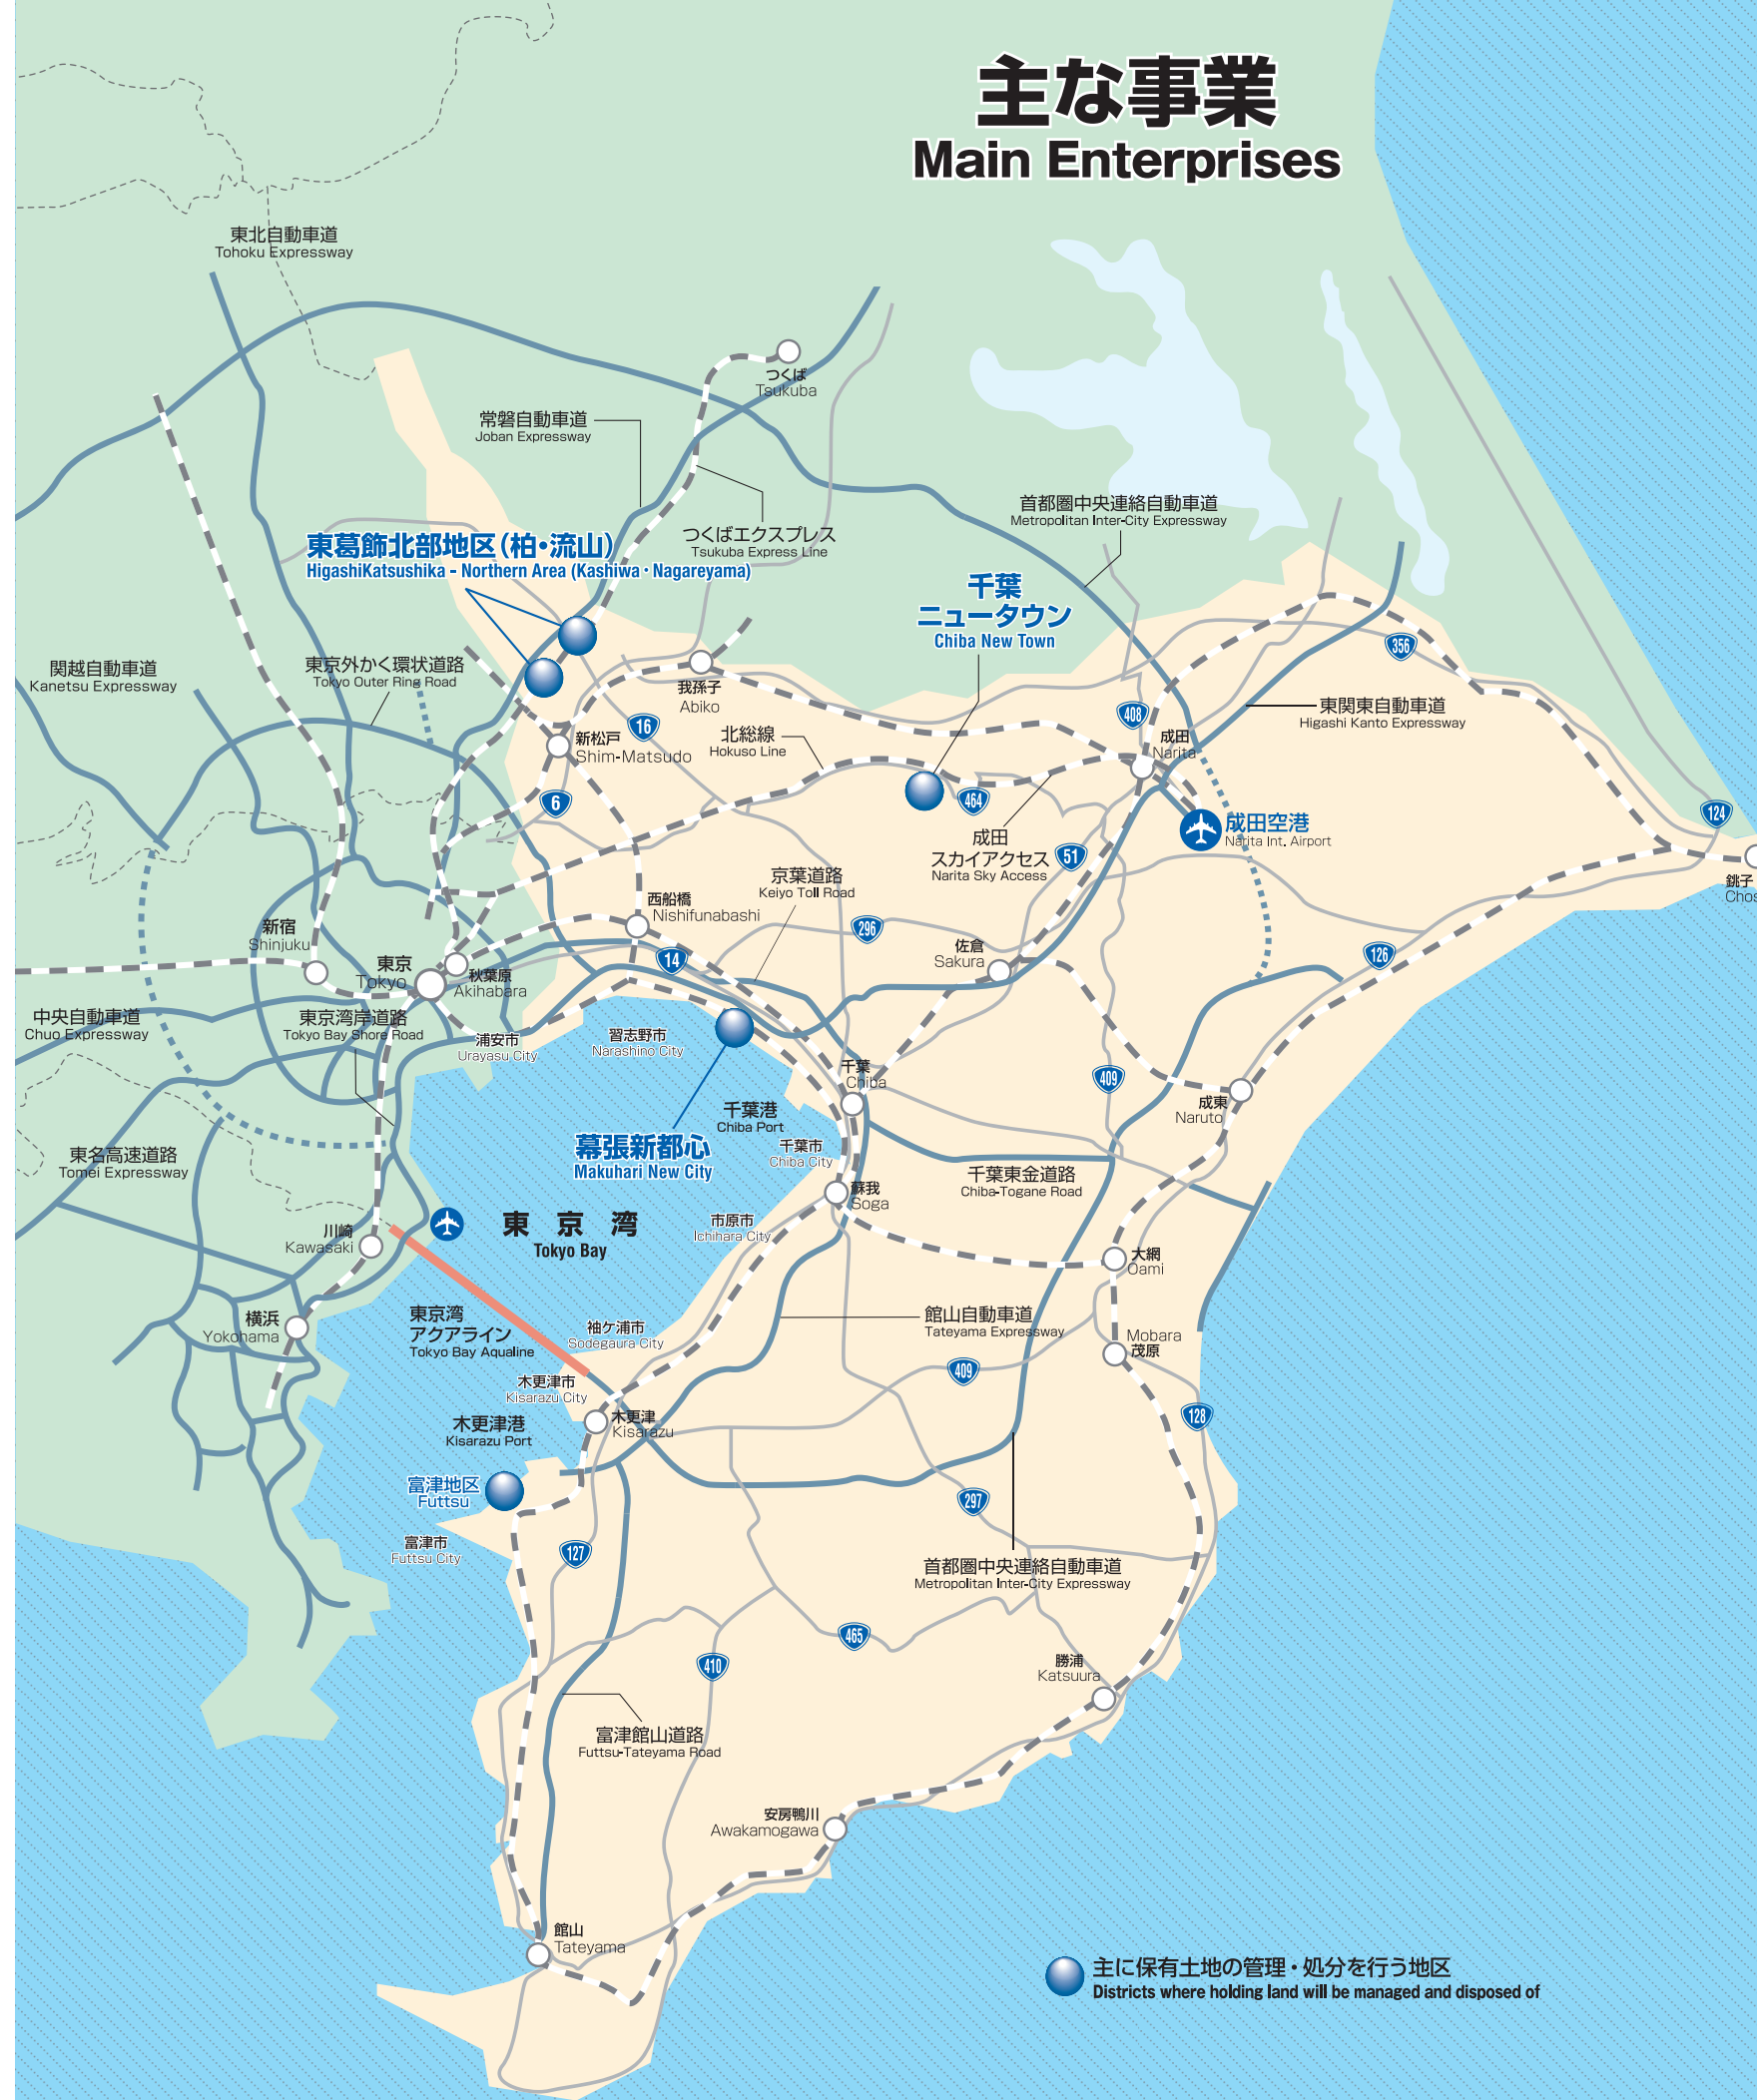 主な事業
Main Enterprises
東北自動車道
Tohoku Expressway
つくば
Tsukuba
常磐自動車道
Joban Expressway
首都圏中央連絡自動車道
Metropolitan Inter-City Expressway
つくばエクスプレス
Tsukuba Express Line
東葛飾北部地区(柏・流山)
HigashiKatsushika - Northern Area (Kashiwa・Nagareyama)
千葉
ニュータウン
Chiba New Town
356
関越自動車道
Kanetsu Expressway
東京外かく環状道路
Tokyo Outer Ring Road
我孫子
Abiko
408
東関東自動車道
Higashi Kanto Expressway
16
新松戸
Shim-Matsudo
北総線
Hokuso Line
成田
Narita
6
464
成田空港
Narita Int. Airport
124
成田
スカイアクセス
Narita Sky Access
51
京葉道路
Keiyo Toll Road
銚子
西船橋
Nishifunabashi
296
新宿
Shinjuku
佐倉
Sakura
126
14
東京
Tokyo
秋葉原
Akihabara
中央自動車道
Chuo Expressway
東京湾岸道路
Tokyo Bay Shore Road
浦安市
Urayasu City
習志野市
Narashino City
千葉
Chiba
409
成東
Naruto
千葉港
Chiba Port
幕張新都心
Makuhari New City
千葉市
Chiba City
東名高速道路
Tomei Expressway
千葉東金道路
Chiba-Togane Road
蘇我
Soga
東京湾
Tokyo Bay
市原市
Ichihara City
川崎
Kawasaki
大網
Oami
横浜
Yokohama
東京湾
アクアライン
Tokyo Bay Aqualine
袖ケ浦市
Sodegaura City
館山自動車道
Tateyama Expressway
Mobara
茂原
409
木更津市
Kisarazu City
木更津港
Kisarazu Port
木更津
Kisarazu
128
富津地区
Futtsu
297
富津市
Futtsu City
127
首都圏中央連絡自動車道
Metropolitan Inter-City Expressway
465
410
勝浦
Katsuura
富津館山道路
Futtsu-Tateyama Road
安房鴨川
Awakamogawa
館山
Tateyama
主に保有土地の管理・処分を行う地区
Districts where holding land will be managed and disposed of